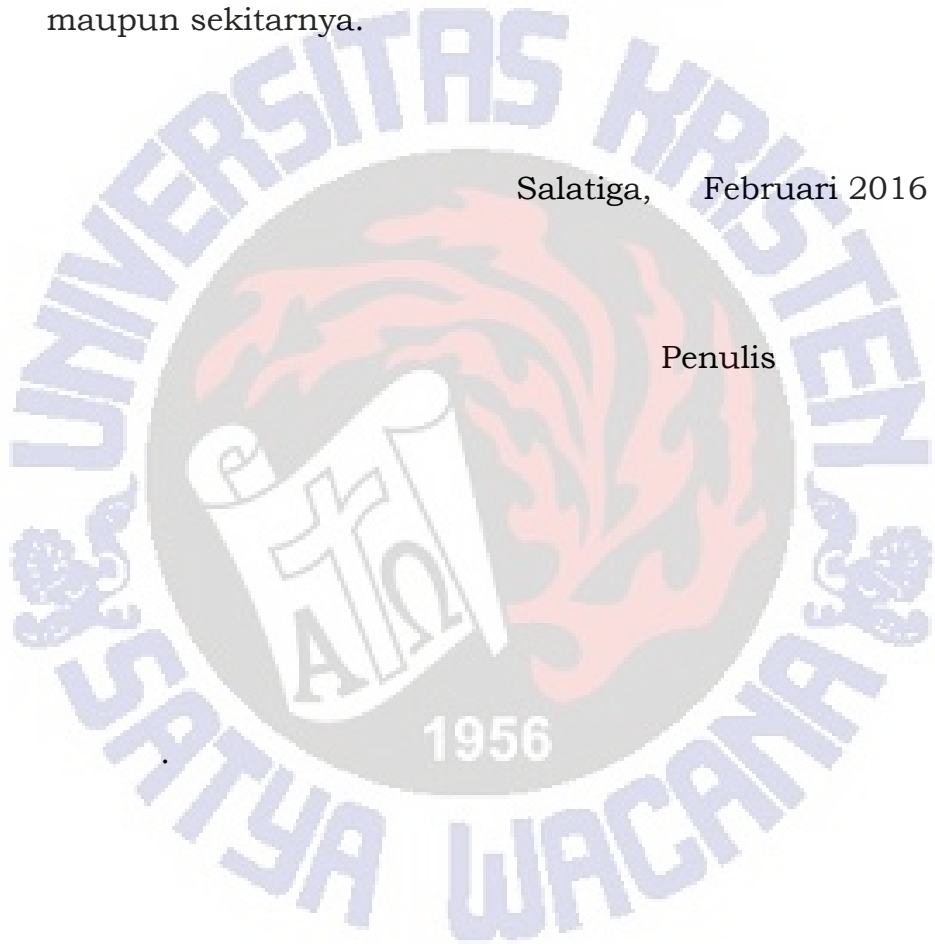 maupun sekitarnya.
Salatiga, Februari 2016
Penulis
.
UNIVERSITAS KRISTEN
SATYA WACANA
1956
Α Ω